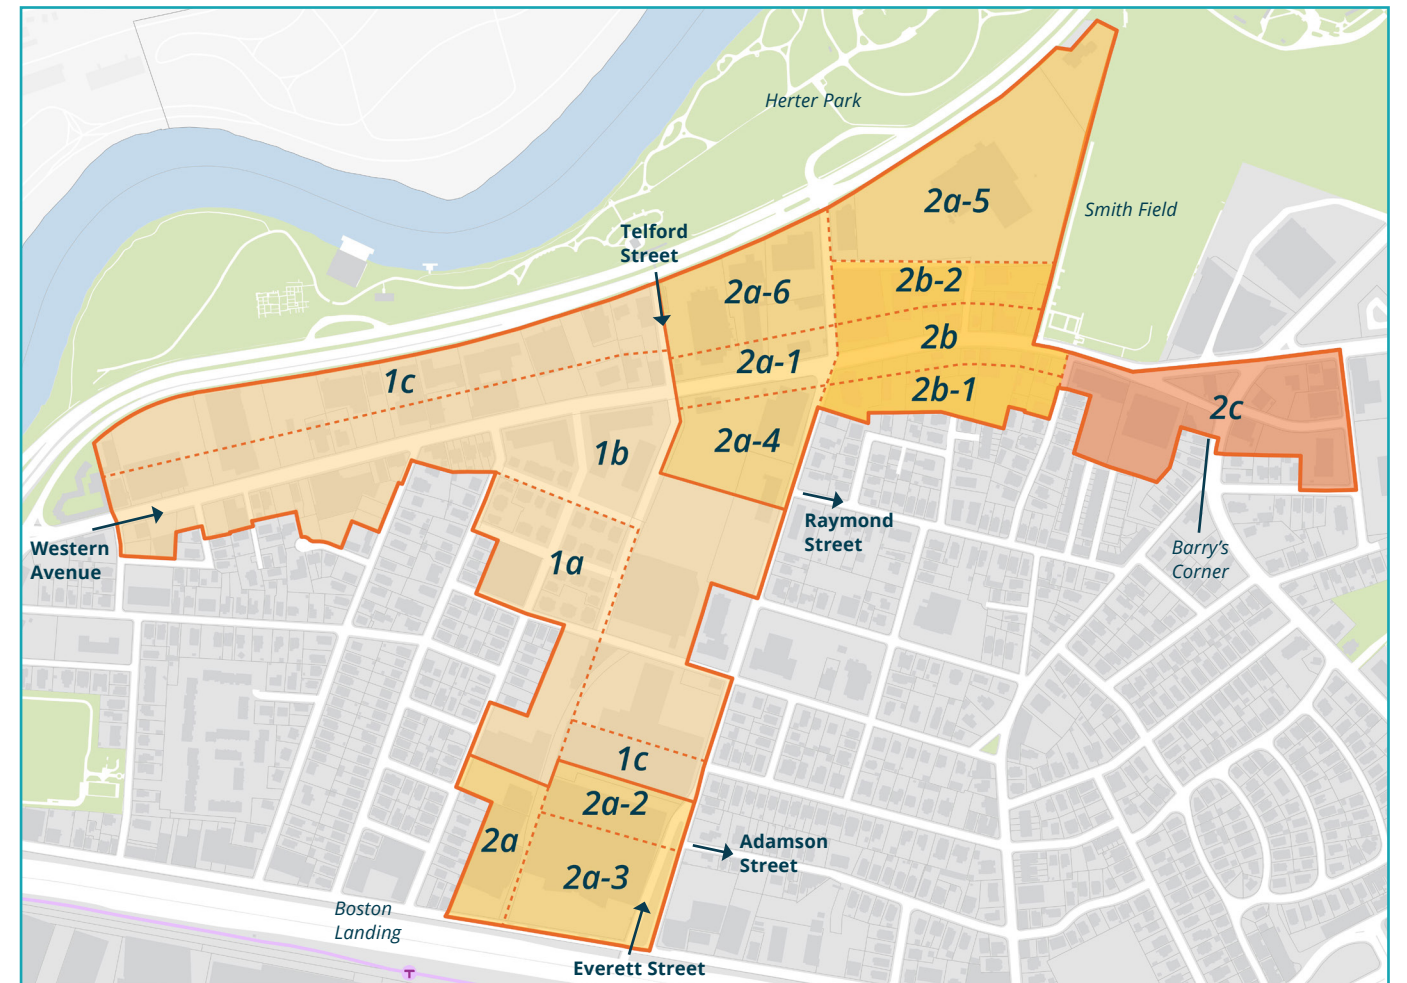 Herter Park
2a-5
Smith Field
Telford
Street
2b-2
2a-6
2b
2a-1
1c
2b-1
2c
2a-4
1b
Raymond
Street
Western
Avenue
Barry's
Corner
1a
1c
2a-2
2a
Adamson
Street
2a-3
Boston
Landing
Everett Street
T